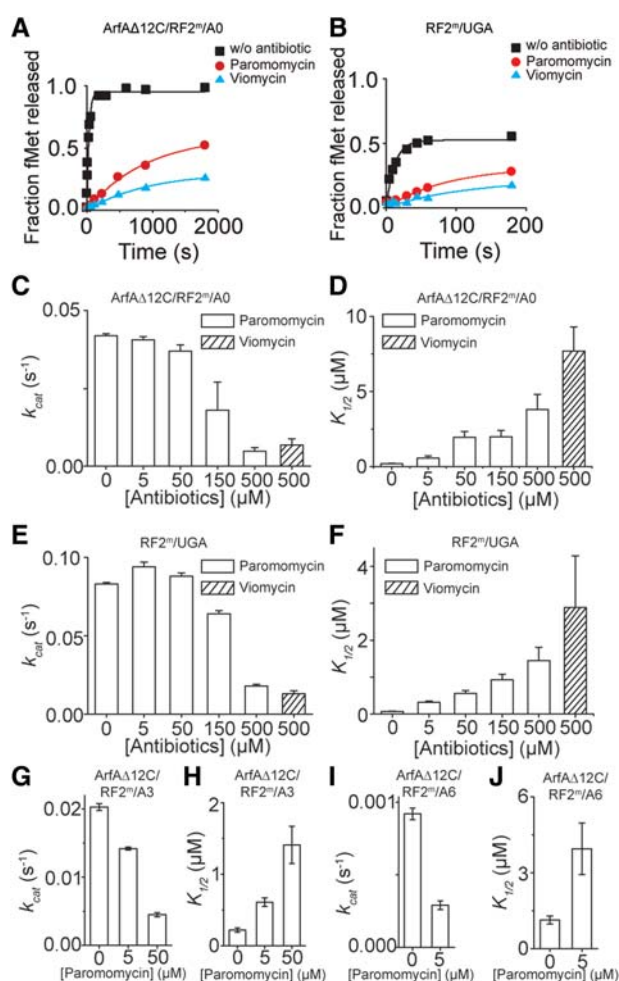 A
ArfAΔ12C/RF2ᵐ/A0
w/o antibiotic
Paromomycin
Viomycin
Fraction fMet released
1.0
0.5
0.0
0 1000 2000
Time (s)
B
RF2ᵐ/UGA
w/o antibiotic
Paromomycin
Viomycin
Fraction fMet released
1.0
0.5
0.0
0 100 200
Time (s)
C
ArfAΔ12C/RF2ᵐ/A0
Paromomycin
Viomycin
kcat (s⁻¹)
0.05
0.00
0 5 50 150 500 500
[Antibiotics] (μM)
D
ArfAΔ12C/RF2ᵐ/A0
Paromomycin
Viomycin
K1/2 (μM)
10
5
0
0 5 50 150 500 500
[Antibiotics] (μM)
E
RF2ᵐ/UGA
Paromomycin
Viomycin
kcat (s⁻¹)
0.10
0.05
0.00
0 5 50 150 500 500
[Antibiotics] (μM)
F
RF2ᵐ/UGA
Paromomycin
Viomycin
K1/2 (μM)
4
2
0
0 5 50 150 500 500
[Antibiotics] (μM)
G
ArfAΔ12C/
RF2ᵐ/A3
kcat (s⁻¹)
0.02
0.01
0.00
0 5 50
[Paromomycin] (μM)
H
ArfAΔ12C/
RF2ᵐ/A3
K1/2 (μM)
2
1
0
0 5 50
I
ArfAΔ12C/
RF2ᵐ/A6
kcat (s⁻¹)
0.001
0.000
0 5
[Paromomycin] (μM)
J
ArfAΔ12C/
RF2ᵐ/A6
K1/2 (μM)
6
3
0
0 5